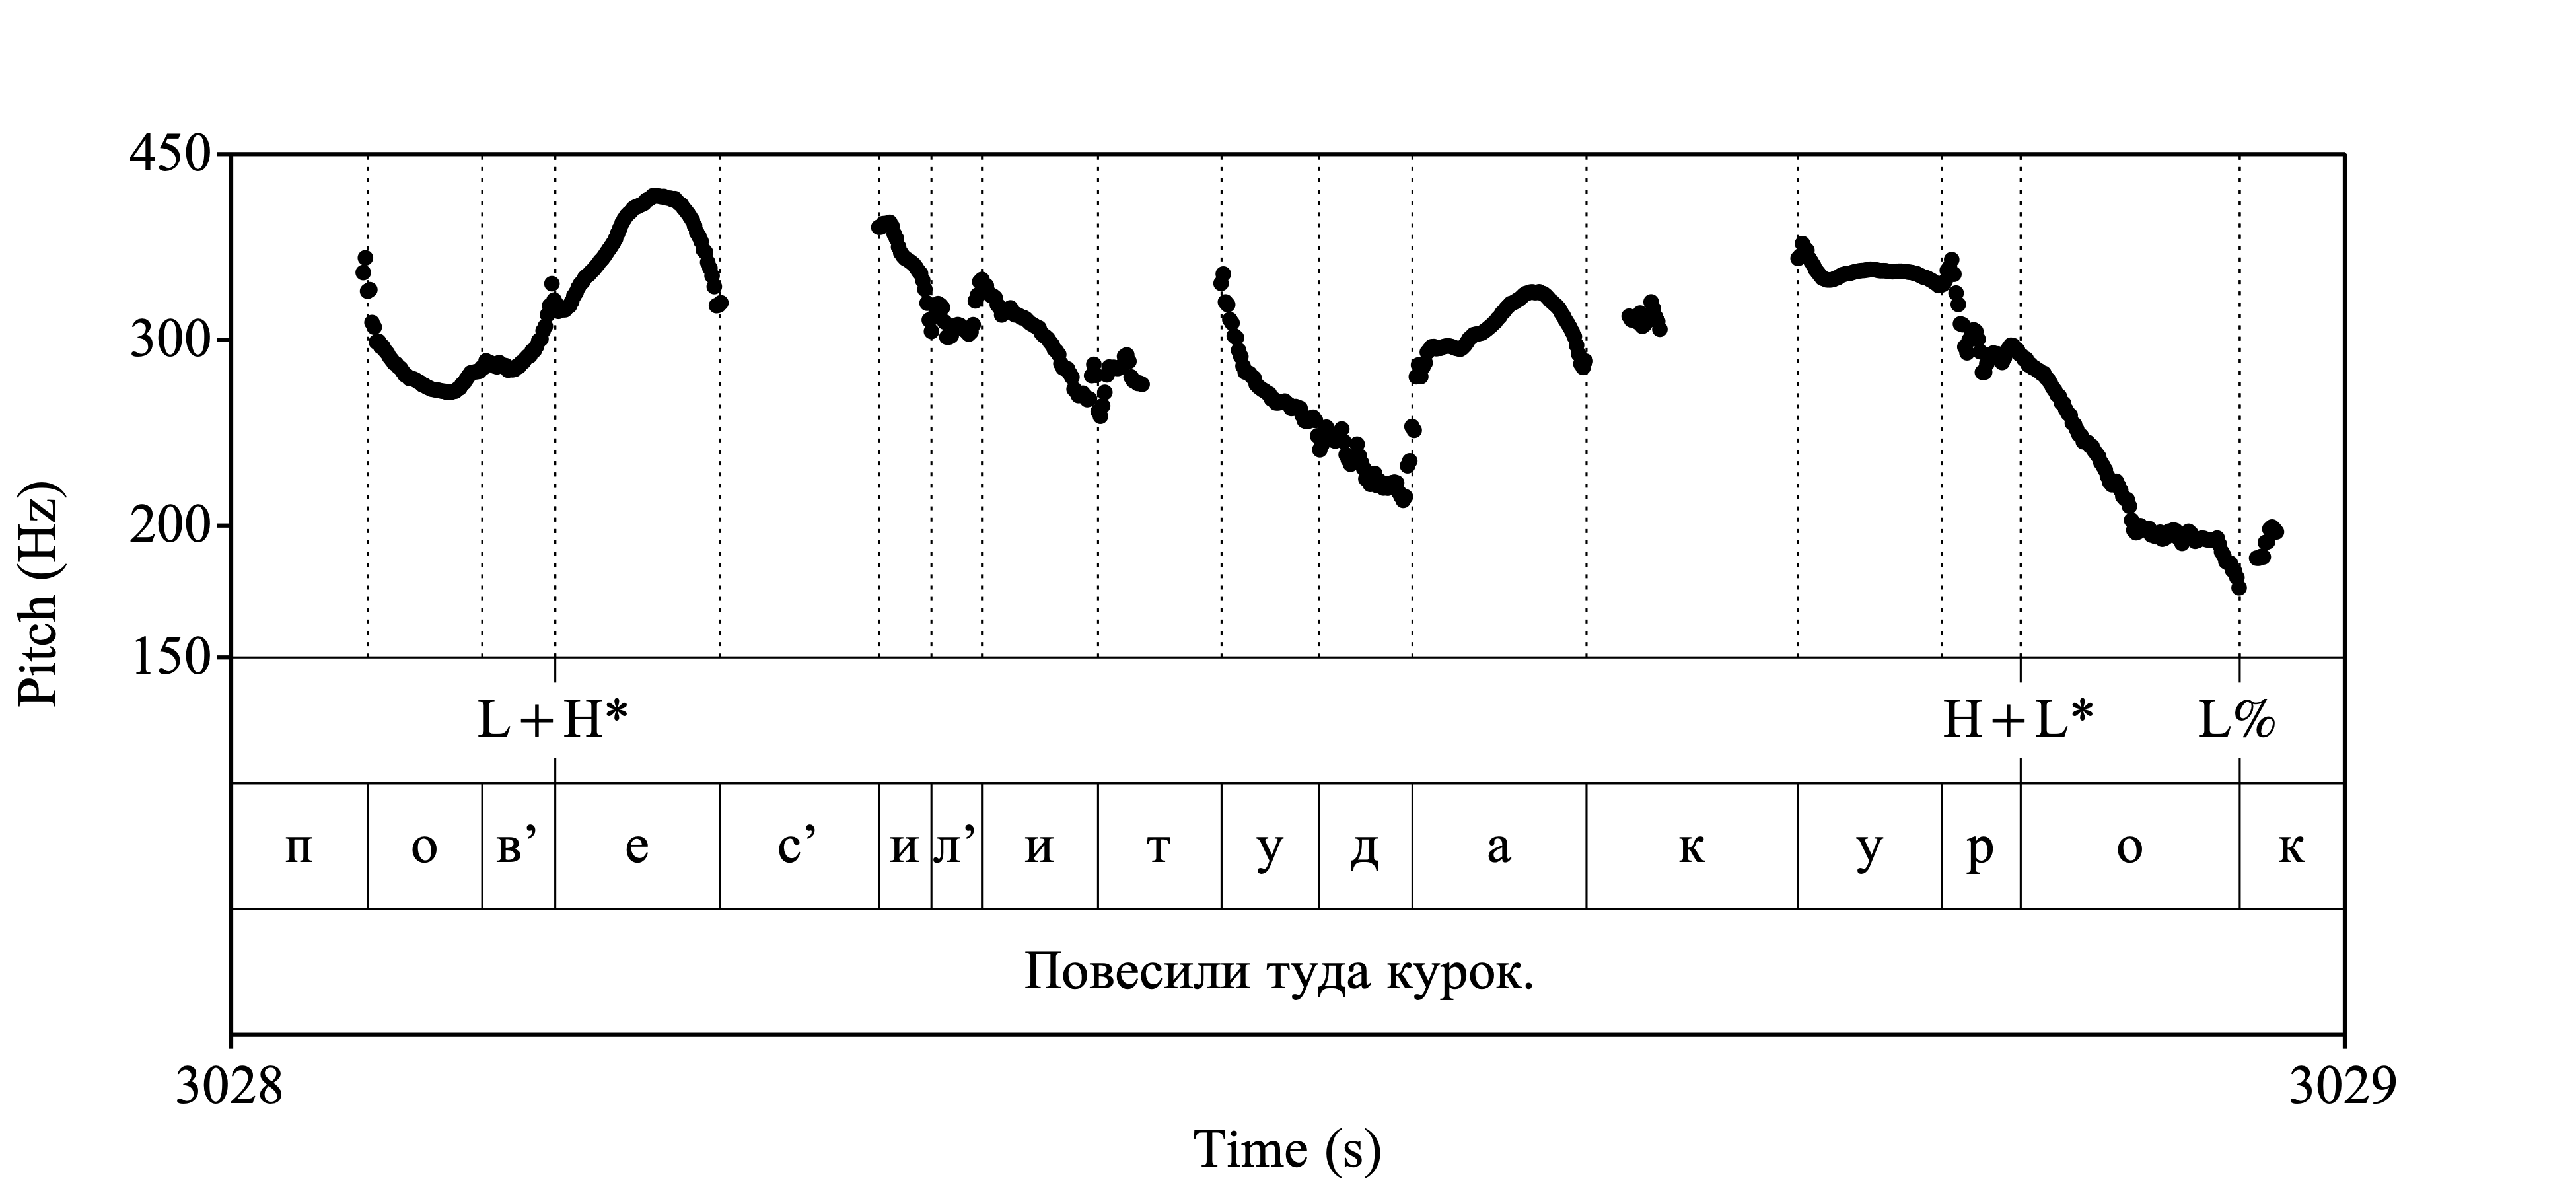 450
300
200
150
Pitch (Hz)
L+H* H+L* L%
п о в’ е с’ и л’ и т у д а к у р о к
Повесили туда курок.
3028 3029
Time (s)